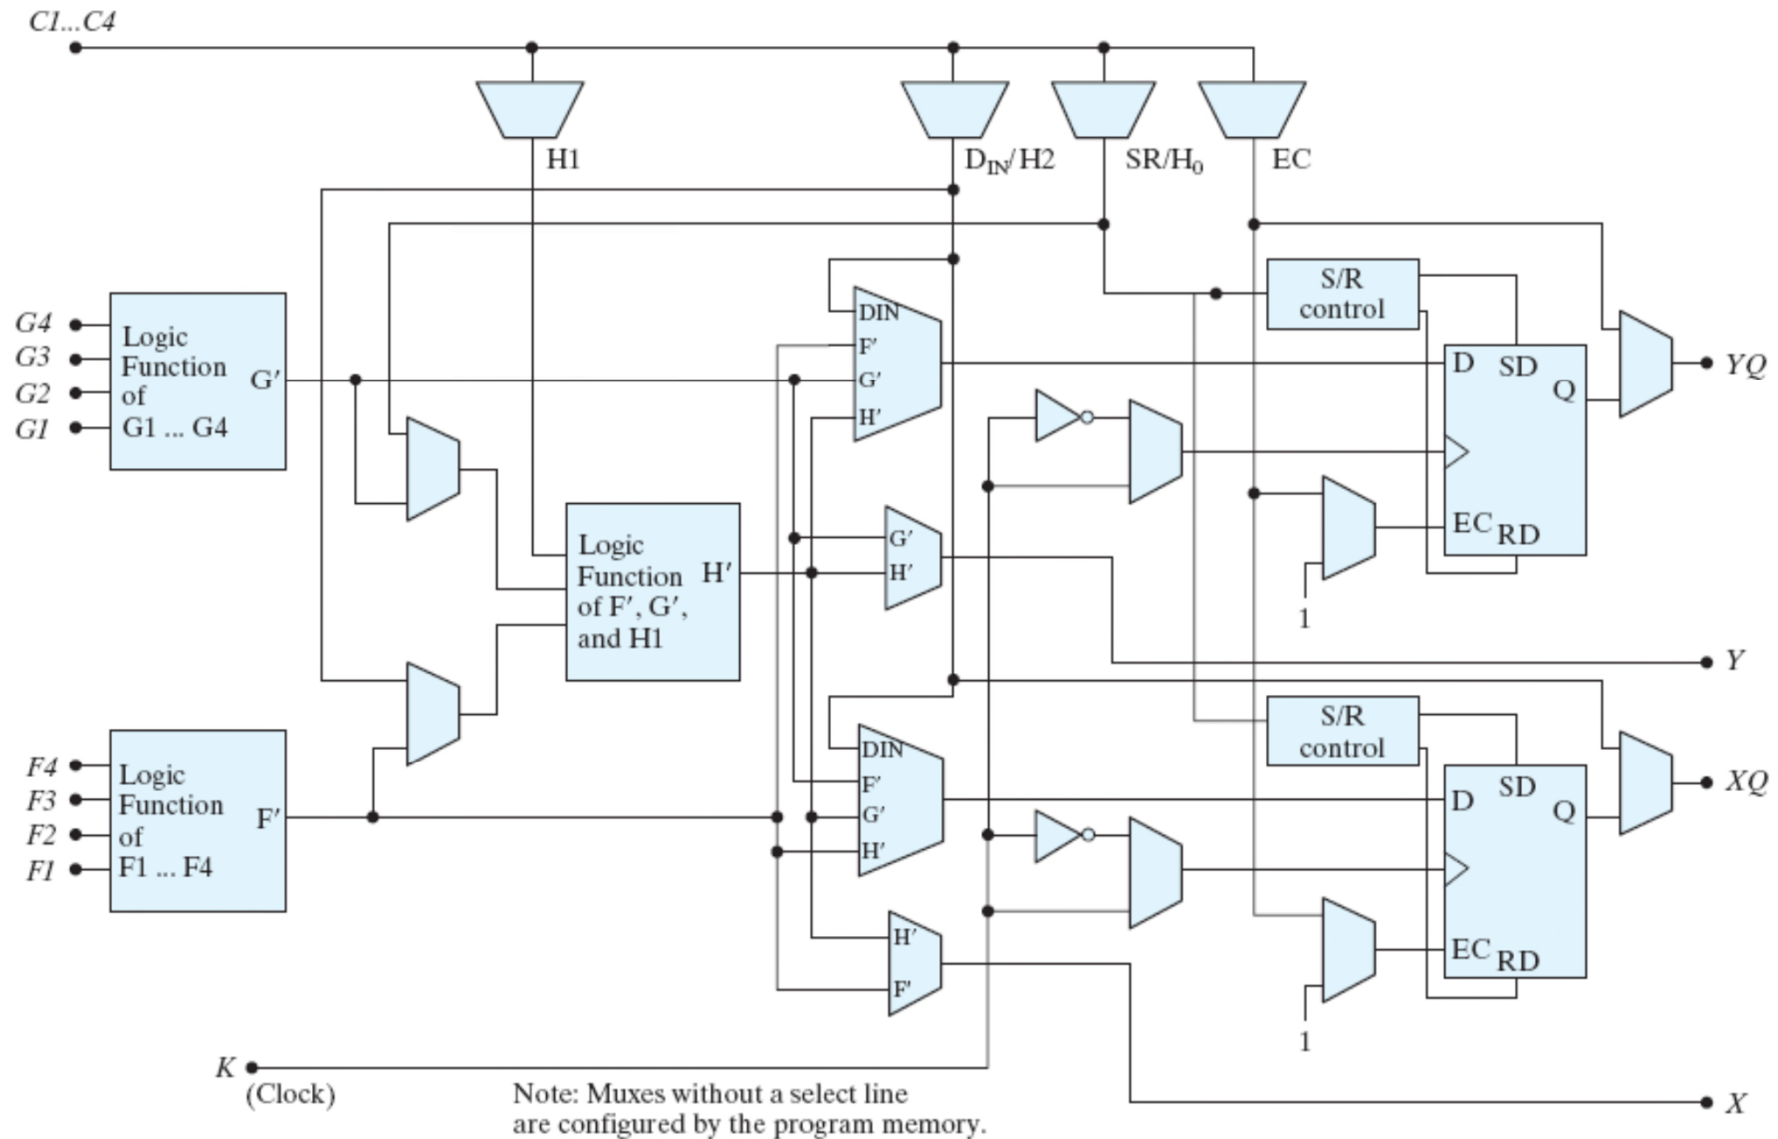 C1...C4
H1
D_IN/H2
SR/H_0
EC
S/R
control
G4
G3
G2
G1
Logic
Function
of
G1 ... G4
G′
DIN
F′
G′
H′
D
SD
Q
EC
RD
YQ
1
Logic
Function
of F′, G′,
and H1
H′
G′
H′
Y
S/R
control
F4
F3
F2
F1
Logic
Function
of
F1 ... F4
F′
DIN
F′
G′
H′
D
SD
Q
EC
RD
XQ
1
H′
F′
K
(Clock)
Note: Muxes without a select line
are configured by the program memory.
X